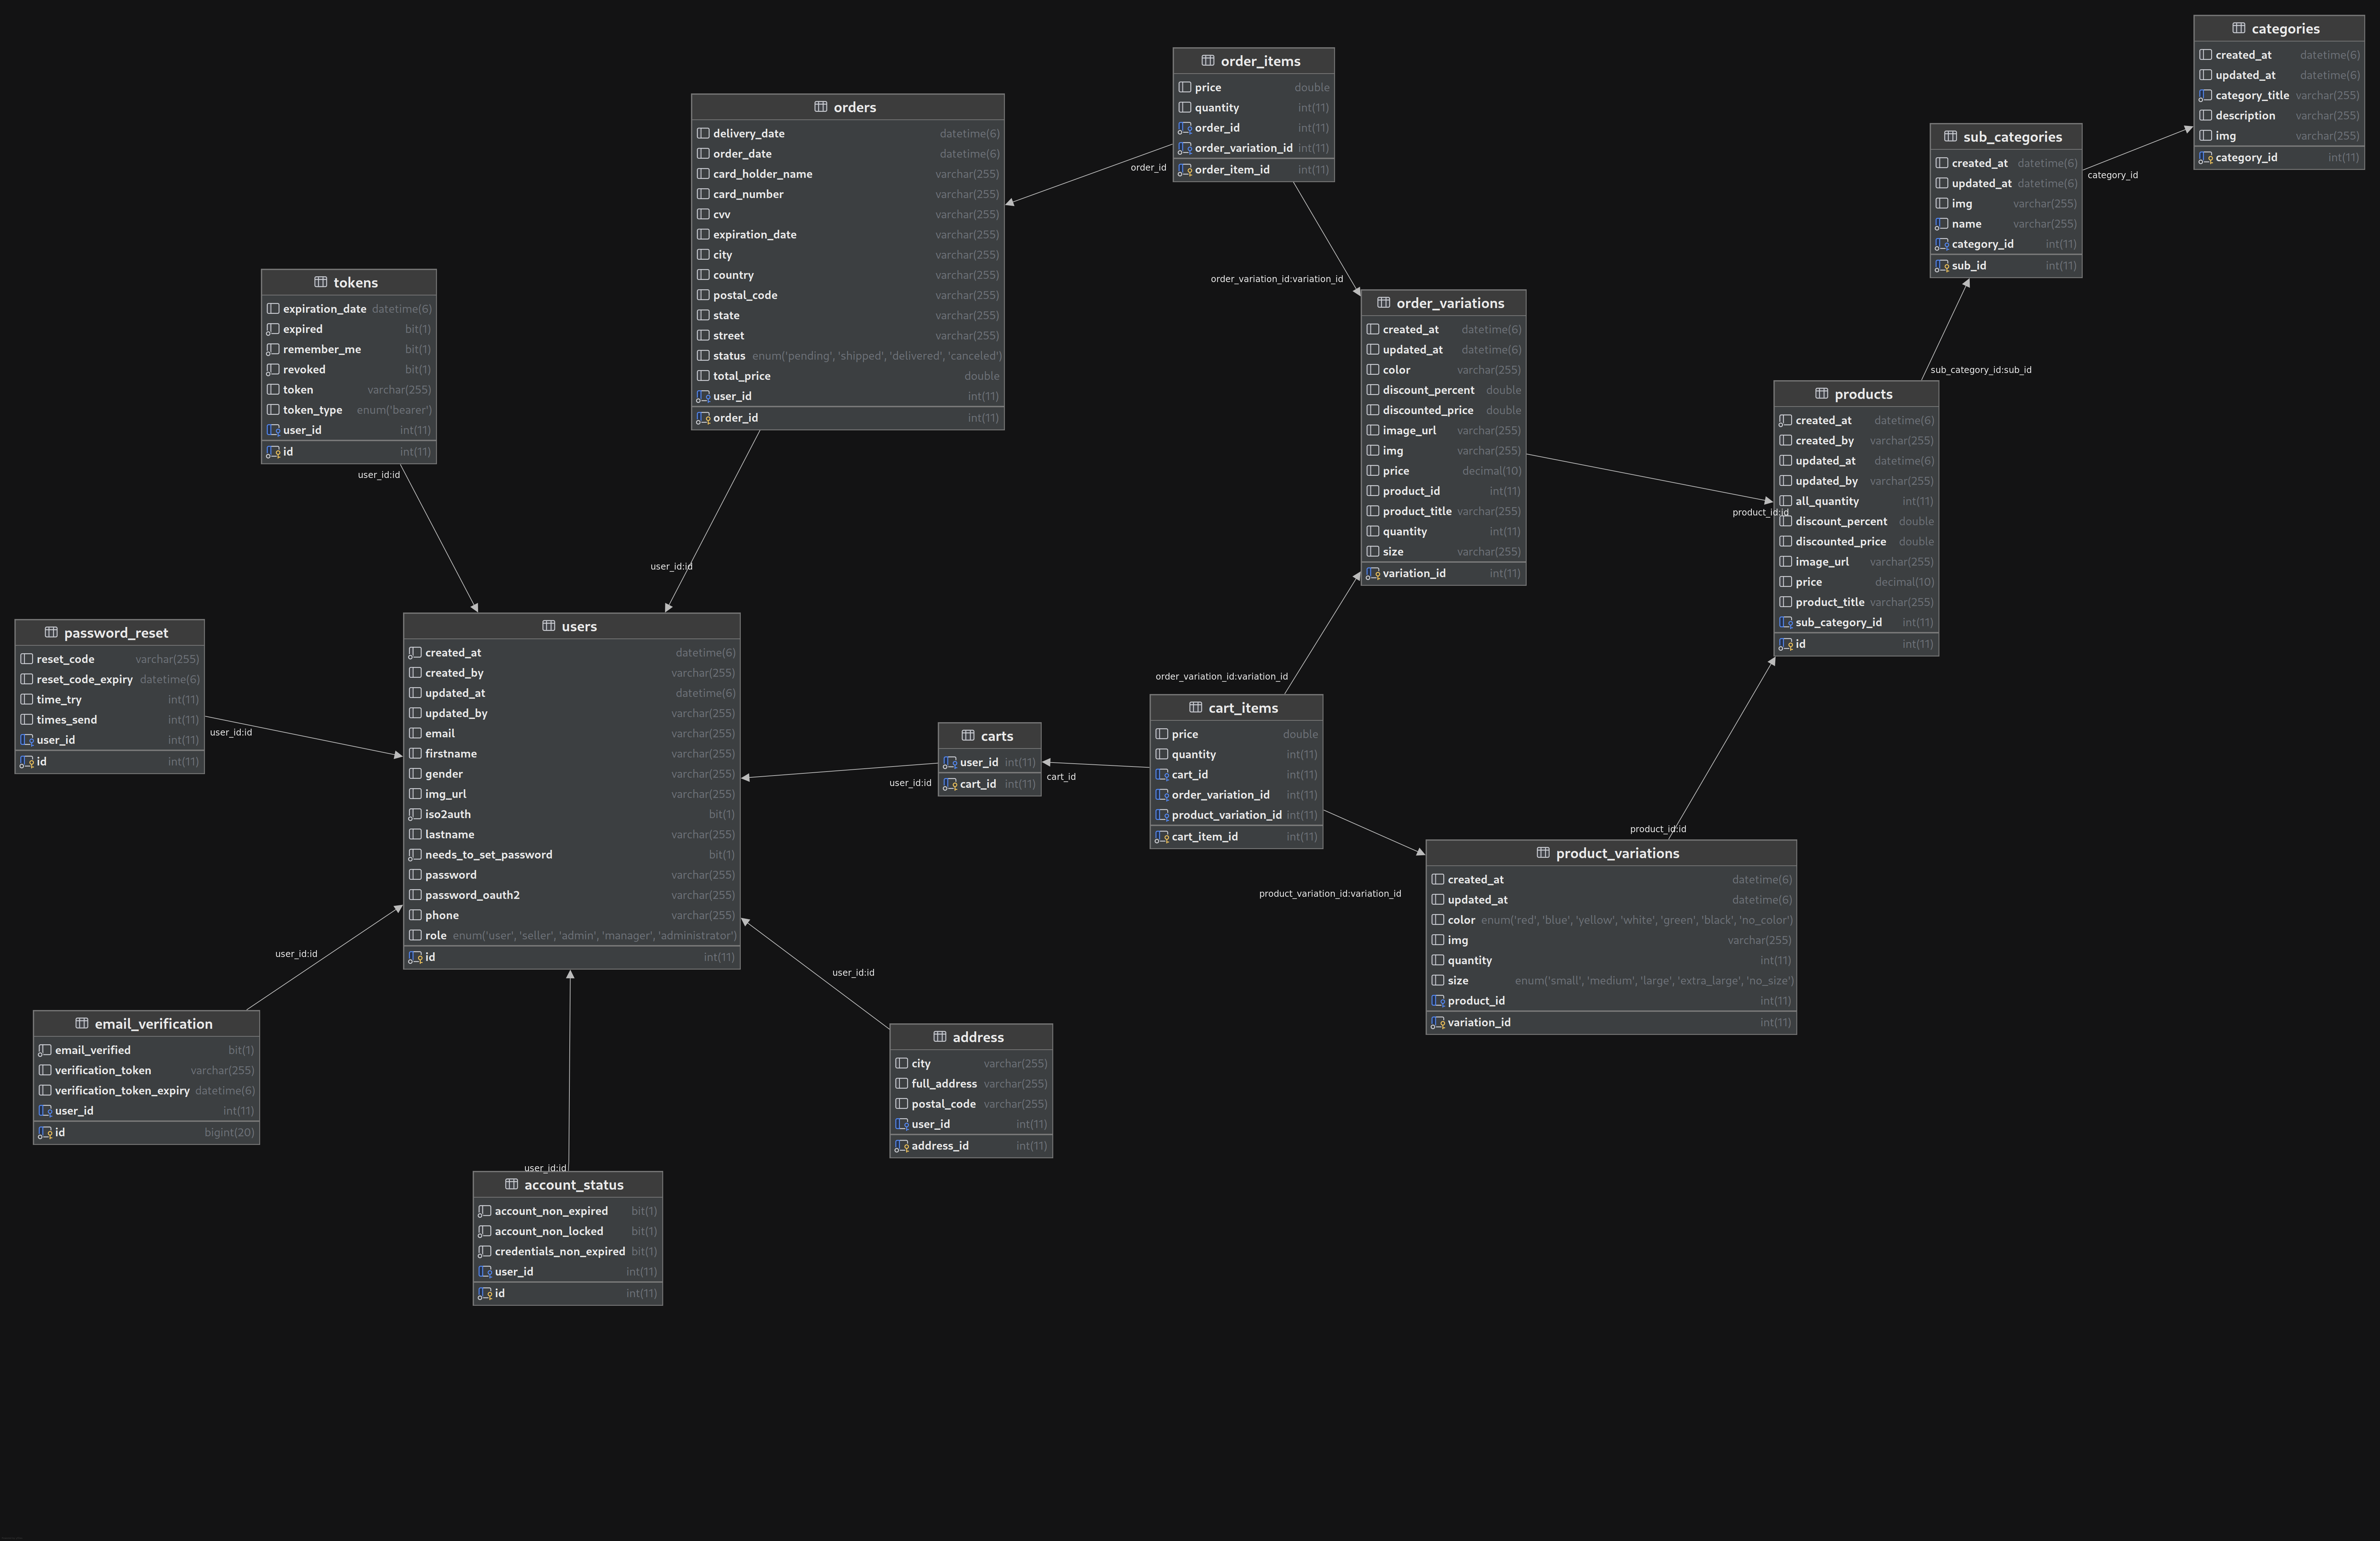 categories
created_at datetime(6)
updated_at datetime(6)
category_title varchar(255)
description varchar(255)
img varchar(255)
category_id int(11)
order_items
price double
quantity int(11)
order_id int(11)
order_variation_id int(11)
order_item_id int(11)
orders
delivery_date datetime(6)
order_date datetime(6)
card_holder_name varchar(255)
card_number varchar(255)
cvv varchar(255)
expiration_date varchar(255)
city varchar(255)
country varchar(255)
postal_code varchar(255)
state varchar(255)
street varchar(255)
status enum('pending', 'shipped', 'delivered', 'canceled')
total_price double
user_id int(11)
order_id int(11)
order_id
sub_categories
created_at datetime(6)
updated_at datetime(6)
img varchar(255)
name varchar(255)
category_id int(11)
sub_id int(11)
category_id
tokens
expiration_date datetime(6)
expired bit(1)
remember_me bit(1)
revoked bit(1)
token varchar(255)
token_type enum('bearer')
user_id int(11)
id int(11)
user_id:id
order_variation_id:variation_id
order_variations
created_at datetime(6)
updated_at datetime(6)
color varchar(255)
discount_percent double
discounted_price double
image_url varchar(255)
img varchar(255)
price decimal(10)
product_id int(11)
product_title varchar(255)
quantity int(11)
size varchar(255)
variation_id int(11)
sub_category_id:sub_id
products
created_at datetime(6)
created_by varchar(255)
updated_at datetime(6)
updated_by varchar(255)
all_quantity int(11)
discount_percent double
discounted_price double
image_url varchar(255)
price decimal(10)
product_title varchar(255)
sub_category_id int(11)
id int(11)
product_id:id
user_id:id
password_reset
reset_code varchar(255)
reset_code_expiry datetime(6)
time_try int(11)
times_send int(11)
user_id int(11)
id int(11)
user_id:id
users
created_at datetime(6)
created_by varchar(255)
updated_at datetime(6)
updated_by varchar(255)
email varchar(255)
firstname varchar(255)
gender varchar(255)
img_url varchar(255)
iso2auth bit(1)
lastname varchar(255)
needs_to_set_password bit(1)
password varchar(255)
password_oauth2 varchar(255)
phone varchar(255)
role enum('user', 'seller', 'admin', 'manager', 'administrator')
id int(11)
order_variation_id:variation_id
carts
user_id int(11)
cart_id int(11)
user_id:id
cart_id
cart_items
price double
quantity int(11)
cart_id int(11)
order_variation_id int(11)
product_variation_id int(11)
cart_item_id int(11)
product_id:id
product_variation_id:variation_id
product_variations
created_at datetime(6)
updated_at datetime(6)
color enum('red', 'blue', 'yellow', 'white', 'green', 'black', 'no_color')
img varchar(255)
quantity int(11)
size enum('small', 'medium', 'large', 'extra_large', 'no_size')
product_id int(11)
variation_id int(11)
user_id:id
email_verification
email_verified bit(1)
verification_token varchar(255)
verification_token_expiry datetime(6)
user_id int(11)
id bigint(20)
user_id:id
address
city varchar(255)
full_address varchar(255)
postal_code varchar(255)
user_id int(11)
address_id int(11)
user_id:id
account_status
account_non_expired bit(1)
account_non_locked bit(1)
credentials_non_expired bit(1)
user_id int(11)
id int(11)